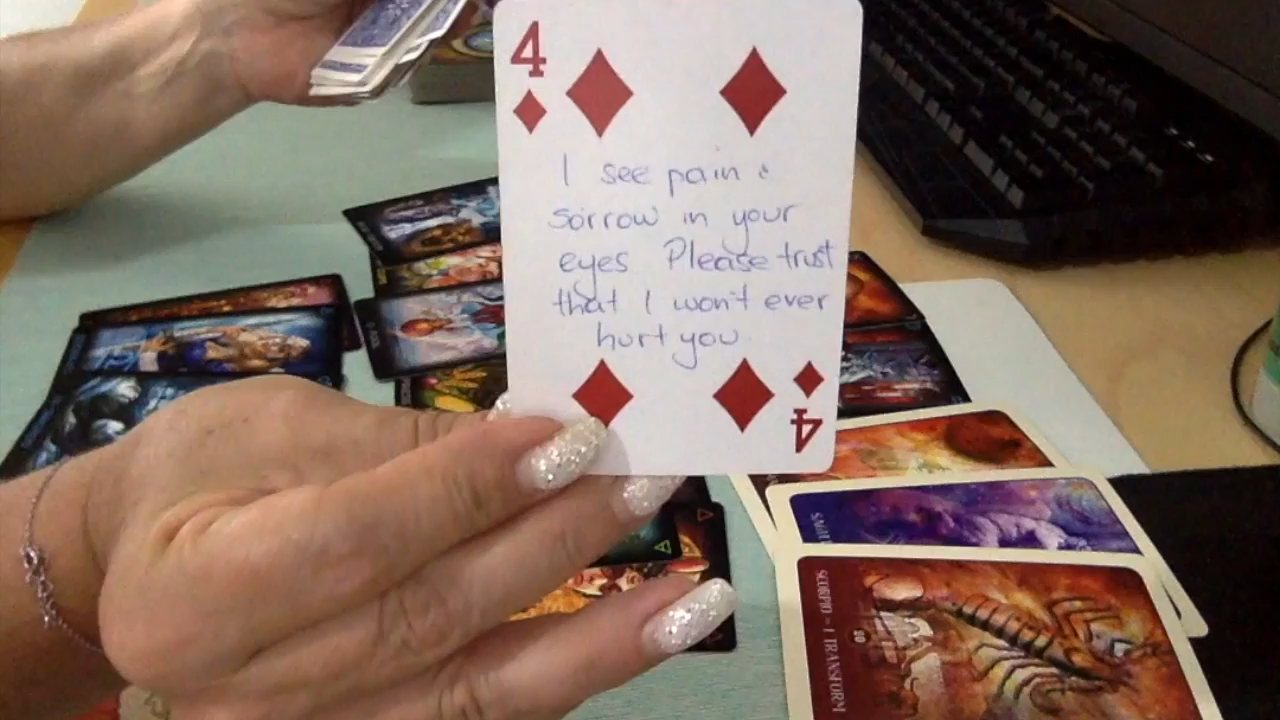 4
I see pain &
sorrow in your
eyes Please trust
that I won't ever
hurt you
4
SCORPIO ~ I TRANSFORM